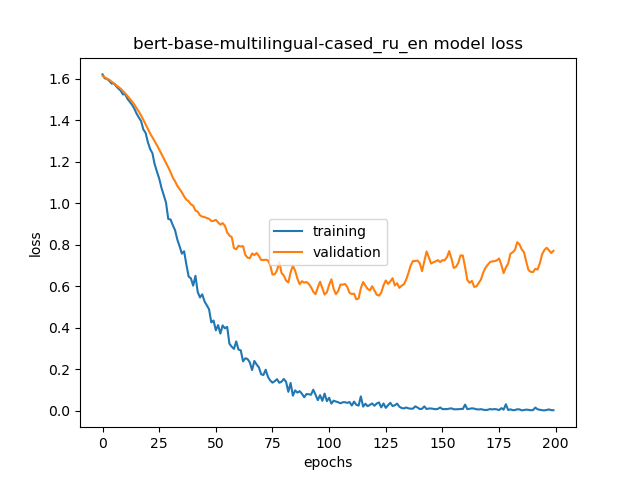 bert-base-multilingual-cased_ru_en model loss
loss
1.6
1.4
1.2
1.0
0.8
0.6
0.4
0.2
0.0
training
validation
0 25 50 75 100 125 150 175 200
epochs